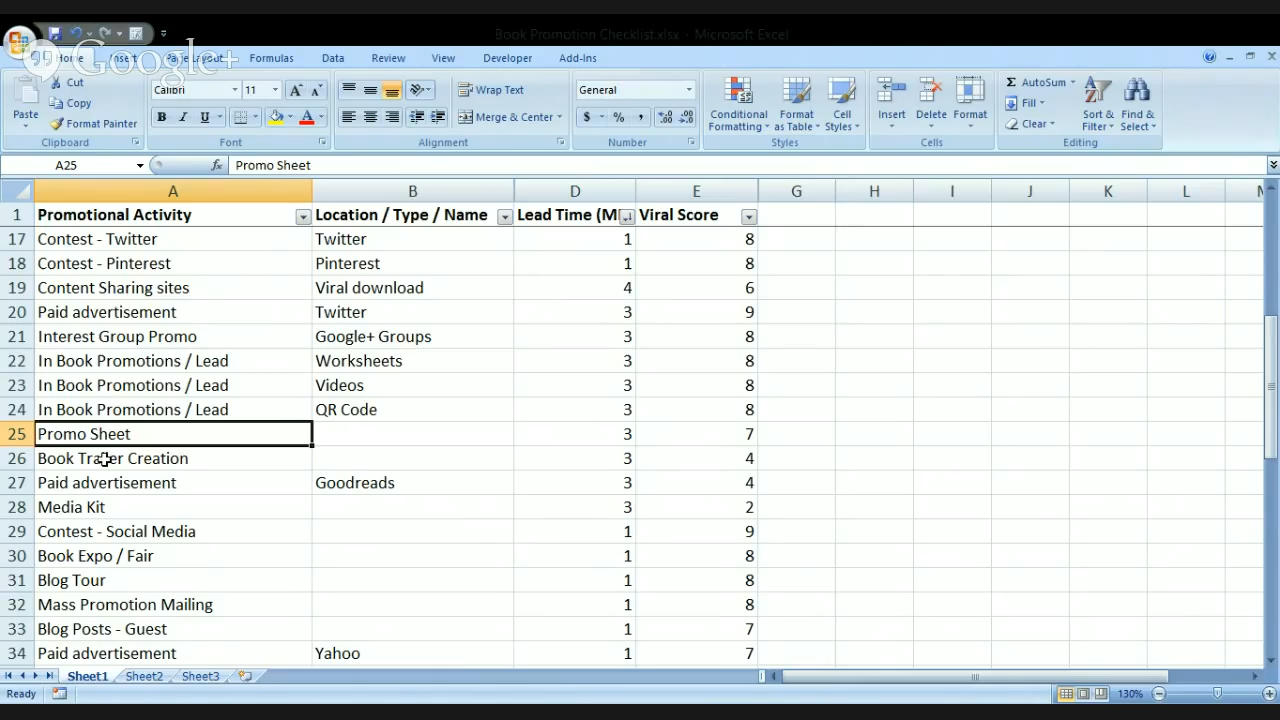 Book Promotion Checklist.xlsx - Microsoft Excel
Google+
Home Insert Page Layout Formulas Data Review View Developer Add-Ins
Cut
Copy
Paste
Format Painter
Clipboard
Calibri 11
B I U
Font
Wrap Text
Merge & Center
Alignment
General
$ % ,
Number
Conditional Formatting
Format as Table
Cell Styles
Styles
Insert Delete Format
Cells
AutoSum
Fill
Clear
Sort & Filter
Find & Select
Editing
A25 fx Promo Sheet
A B D E G H I J K L M
1 Promotional Activity Location / Type / Name Lead Time (M Viral Score
17 Contest - Twitter Twitter 1 8
18 Contest - Pinterest Pinterest 1 8
19 Content Sharing sites Viral download 4 6
20 Paid advertisement Twitter 3 9
21 Interest Group Promo Google+ Groups 3 8
22 In Book Promotions / Lead Worksheets 3 8
23 In Book Promotions / Lead Videos 3 8
24 In Book Promotions / Lead QR Code 3 8
25 Promo Sheet 3 7
26 Book Trailer Creation 3 4
27 Paid advertisement Goodreads 3 4
28 Media Kit 3 2
29 Contest - Social Media 1 9
30 Book Expo / Fair 1 8
31 Blog Tour 1 8
32 Mass Promotion Mailing 1 8
33 Blog Posts - Guest 1 7
34 Paid advertisement Yahoo 1 7
Sheet1 Sheet2 Sheet3
Ready 130%